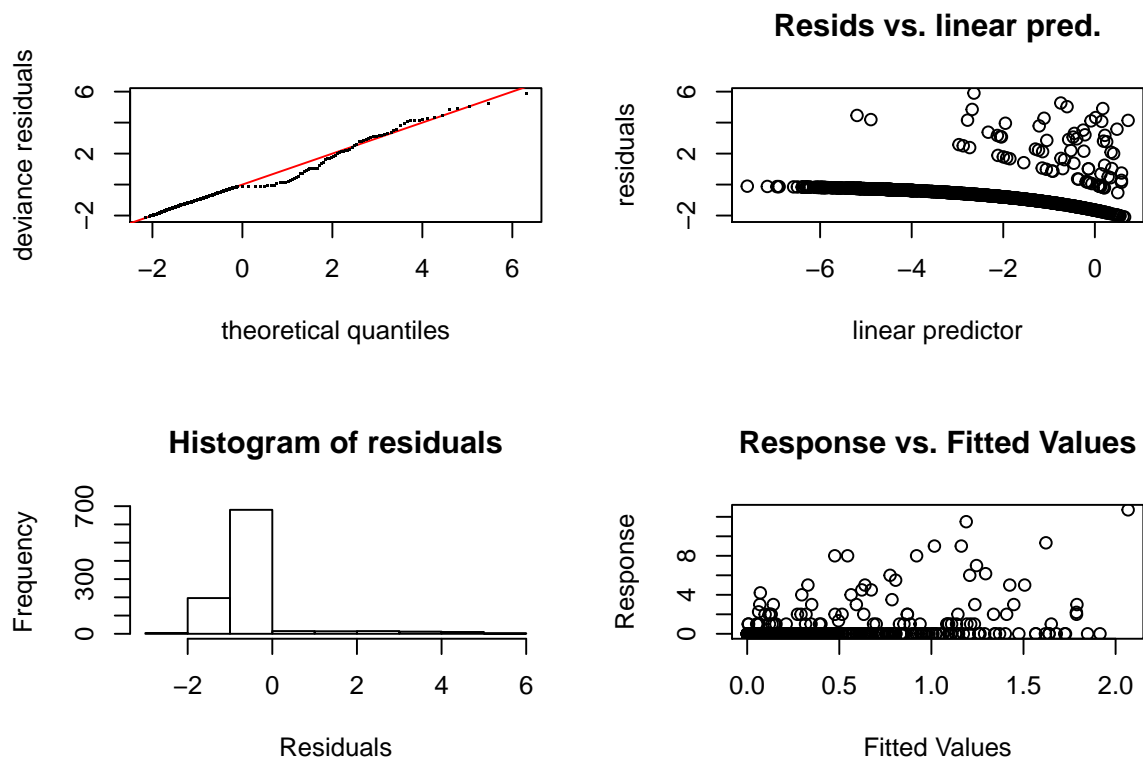 deviance residuals
−2 2 6
−2 0 2 4 6
theoretical quantiles
Resids vs. linear pred.
residuals
−2 2 6
−6 −4 −2 0
linear predictor
Histogram of residuals
Frequency
0 300 700
−2 0 2 4 6
Residuals
Response vs. Fitted Values
Response
0 4 8
0.0 0.5 1.0 1.5 2.0
Fitted Values